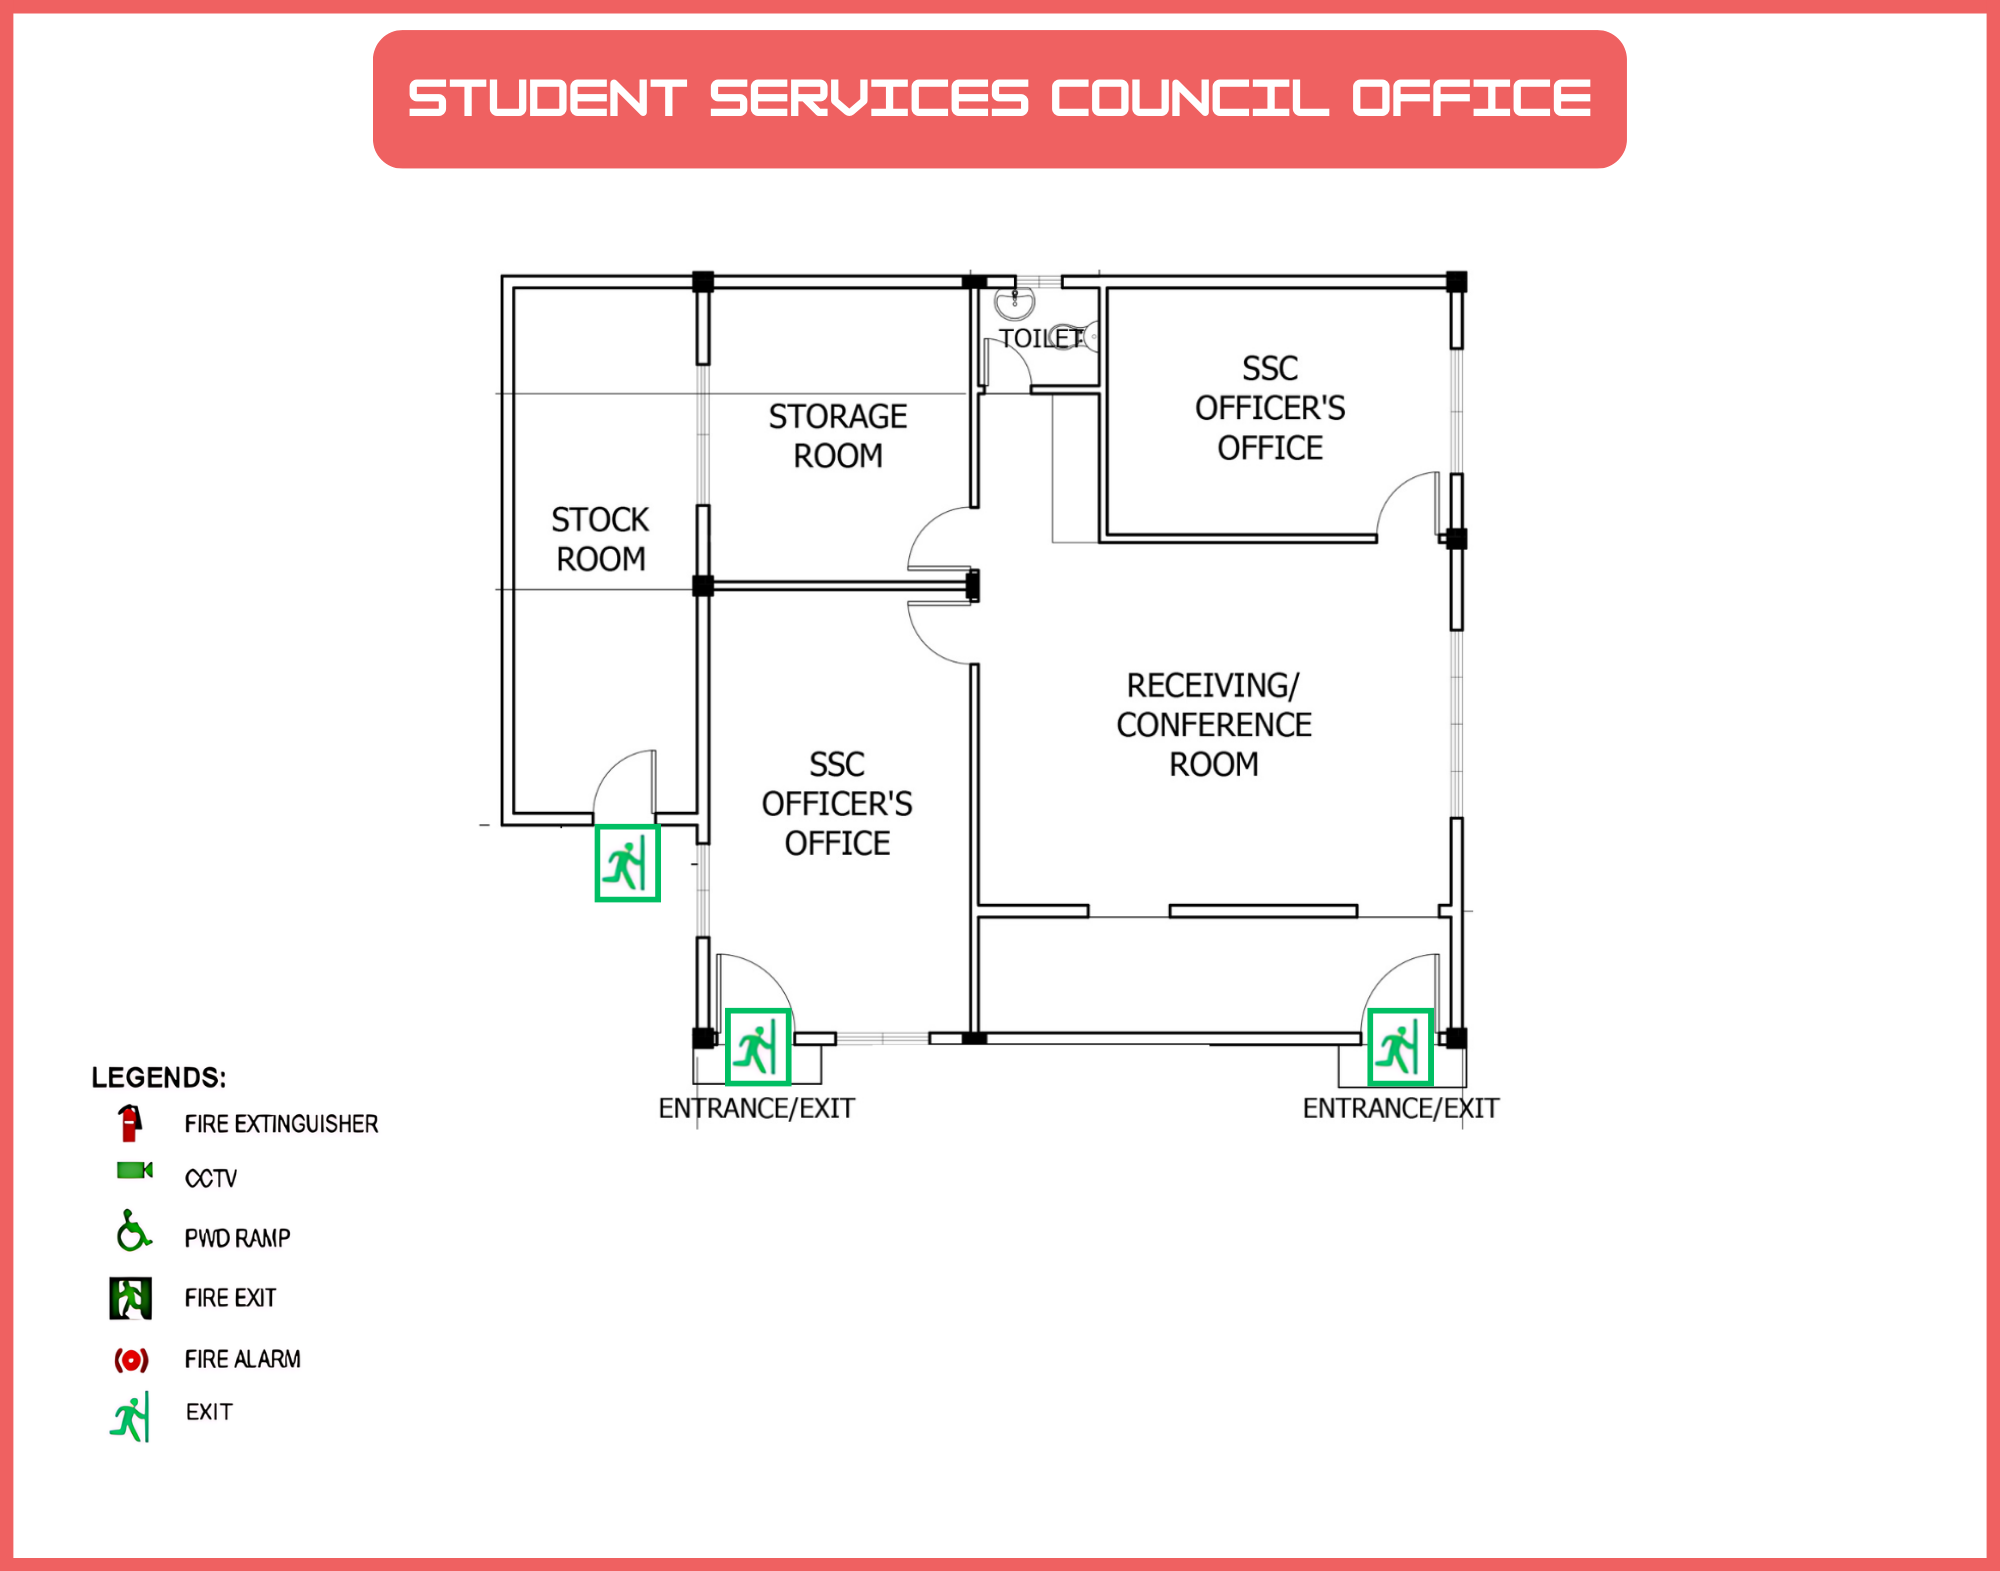 STUDENT SERVICES COUNCIL OFFICE
TOILET
SSC
OFFICER'S
OFFICE
STORAGE
ROOM
STOCK
ROOM
RECEIVING/
CONFERENCE
ROOM
SSC
OFFICER'S
OFFICE
ENTRANCE/EXIT
ENTRANCE/EXIT
LEGENDS:
FIRE EXTINGUISHER
CCTV
PWD RAMP
FIRE EXIT
FIRE ALARM
EXIT